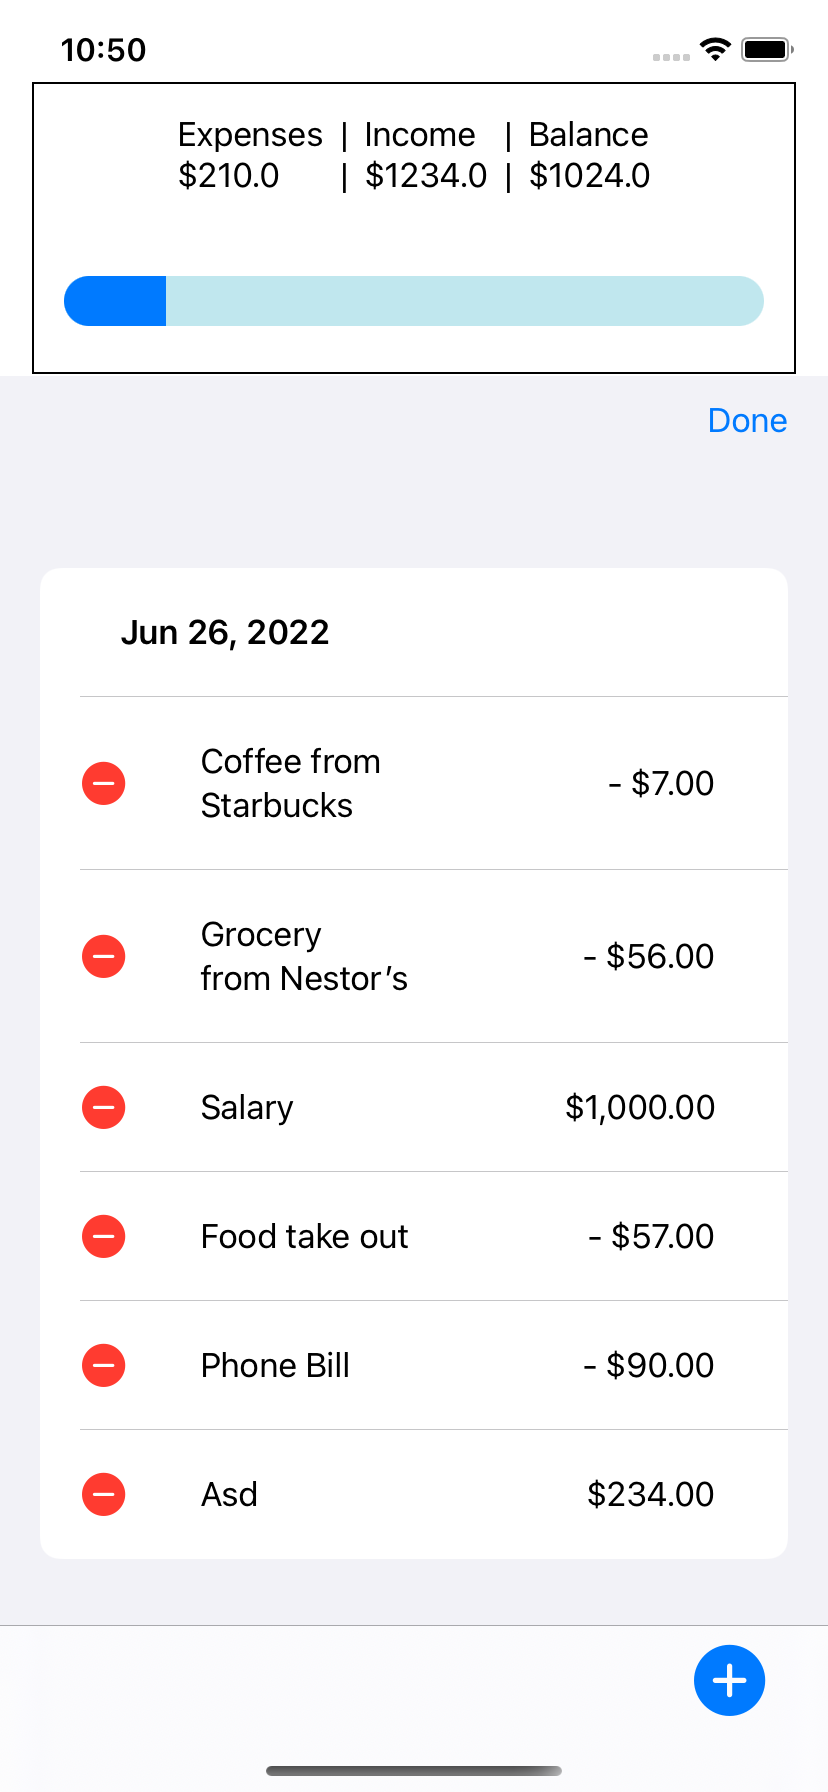 10:50
Expenses | Income | Balance
$210.0 | $1234.0 | $1024.0
Done
Jun 26, 2022
Coffee from
Starbucks
- $7.00
Grocery
from Nestor’s
- $56.00
Salary
$1,000.00
Food take out
- $57.00
Phone Bill
- $90.00
Asd
$234.00